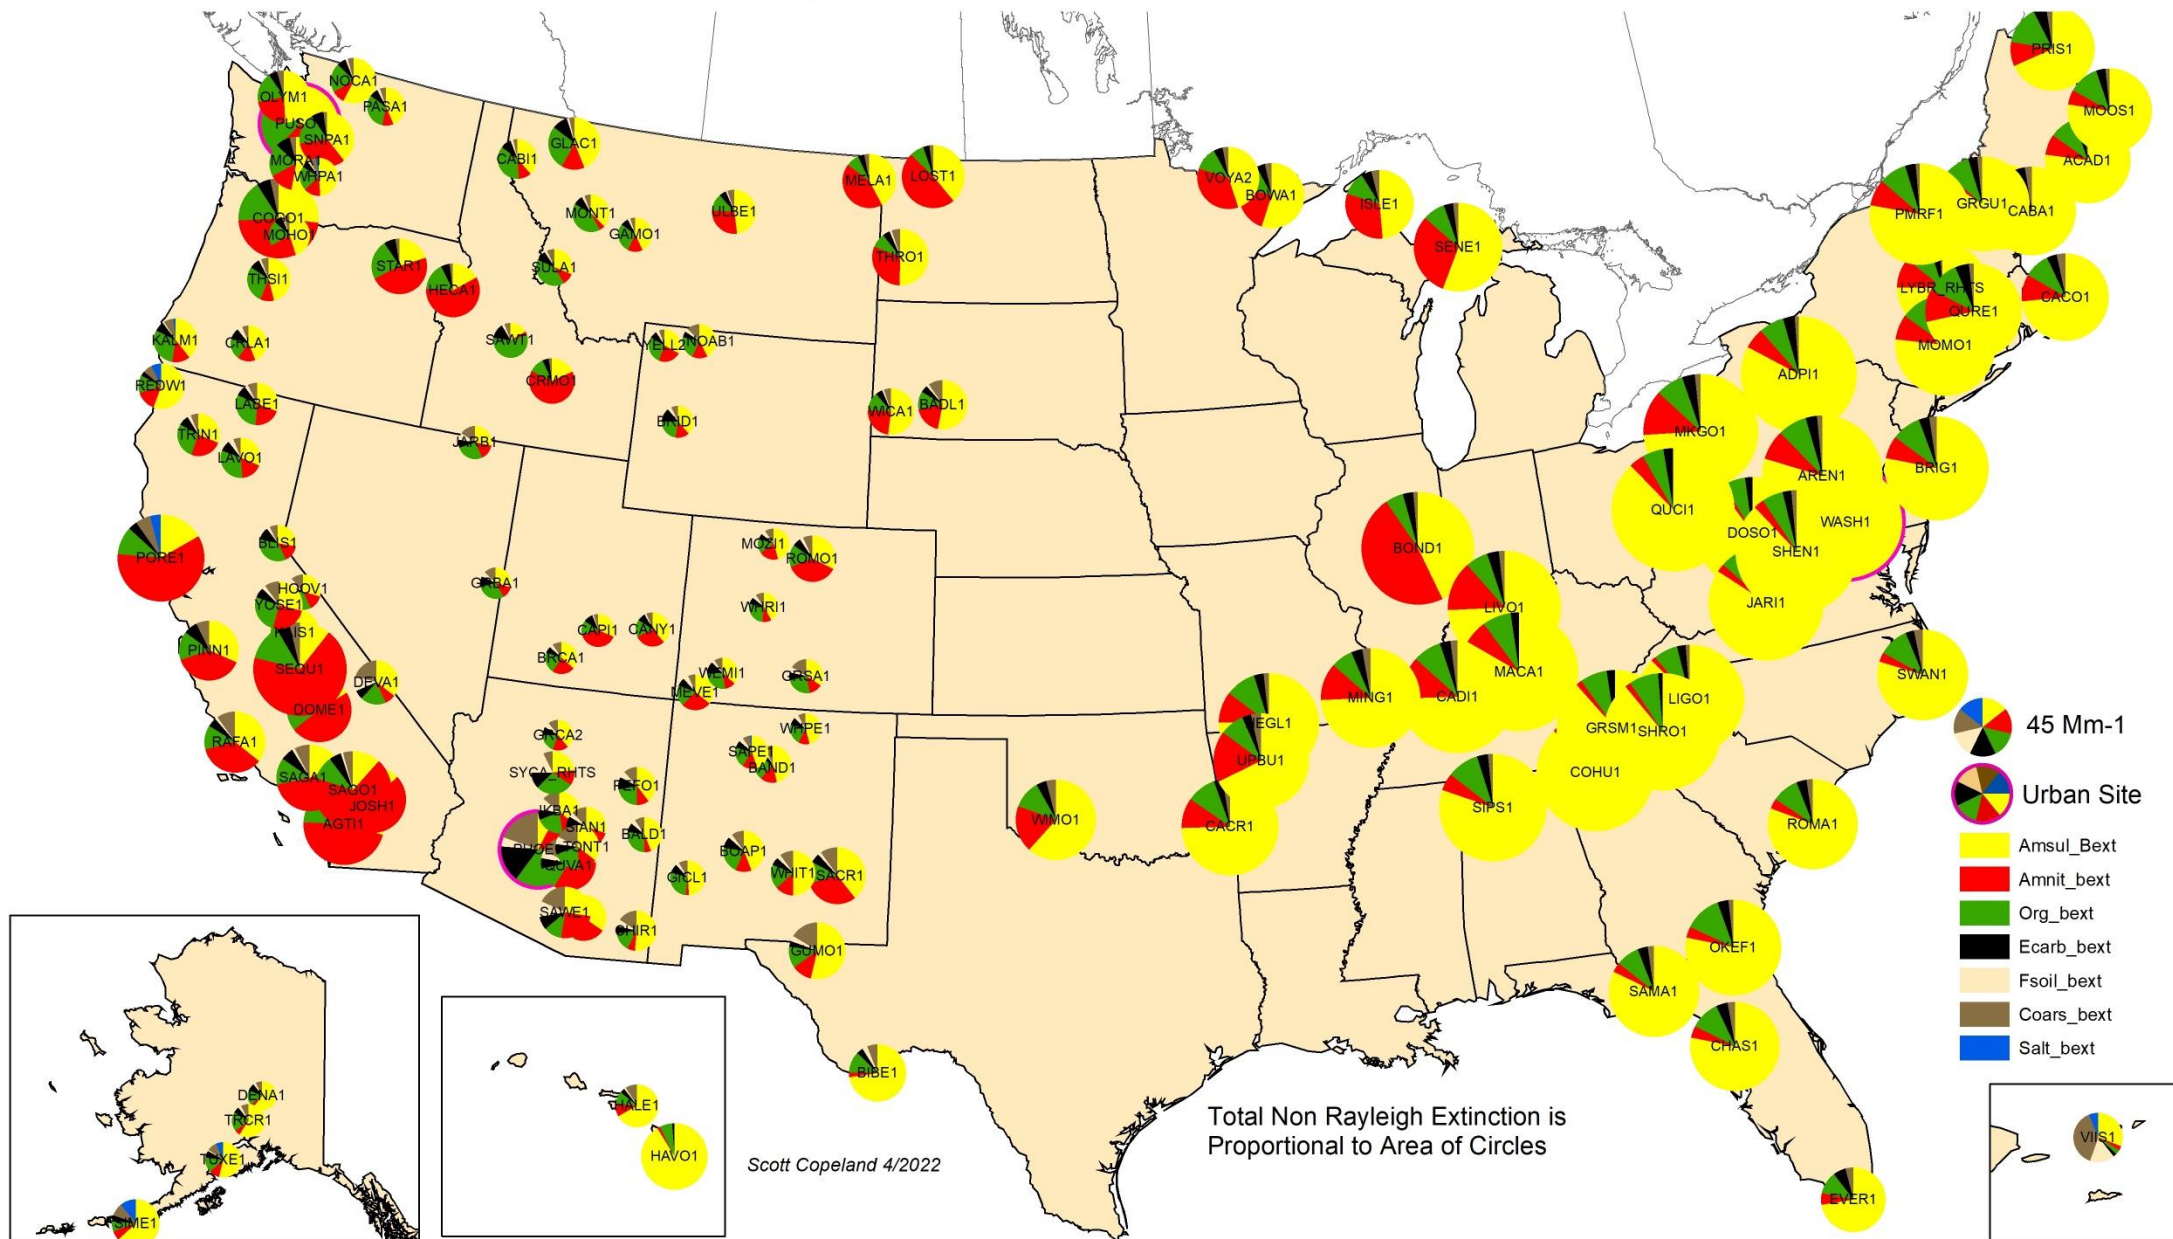 PRIS1
NOCA1
OLYM1
PASA1
MOOS1
PUSO
SNPA1
GLAC1
CABI1
ACAD1
MORA1
WHPA1
MELA1
LOST1
VOYA2
BOWA1
ISLE1
GRGU1
CABA1
PMRF1
COGO1
MOHO1
MONT1
GAMO1
ULBE1
SENE1
THSI1
STAR1
HECA1
SULA1
THRO1
LYBR_RHTS
CACO1
QURE1
KALM1
CRLA1
SAWT1
YELL2
NOAB1
MOMO1
REDW1
CRMO1
ADPI1
LABE1
BRID1
WICA1
BADL1
TRIN1
LAVO1
JARB1
MKGO1
AREN1
BRIG1
PORE1
BLIS1
MOZI1
ROMO1
BOND1
QUCI1
DOSO1
WASH1
SHEN1
HOOV1
YOSE1
GRBA1
WHRI1
LIVO1
JARI1
KAIS1
PINN1
SEQU1
CAPI1
CANY1
BRCA1
DEVA1
WEMI1
MEVE1
GRSA1
MING1
CADI1
MACA1
SWAN1
DOME1
RAFA1
GRCA2
WHPE1
HEGL1
UPBU1
GRSM1
SHRO1
LIGO1
45 Mm-1
SAGA1
SAGO1
JOSH1
AGTI1
SYCA_RHTS
SAPE1
BAND1
PEFO1
COHU1
IKBA1
SIAN1
TONT1
QUVA1
BALD1
WIMO1
CACR1
SIPS1
ROMA1
Urban Site
BOAP1
GICL1
WHIT1
SACR1
Amsul_Bext
Amnit_bext
SAWE1
CHIR1
GUMO1
OKEF1
Org_bext
Ecarb_bext
SAMA1
Fsoil_bext
CHAS1
Coars_bext
Salt_bext
BIBE1
DENA1
TRCR1
TUXE1
SIME1
HALE1
HAVO1
Scott Copeland 4/2022
Total Non Rayleigh Extinction is
Proportional to Area of Circles
EVER1
VIIS1